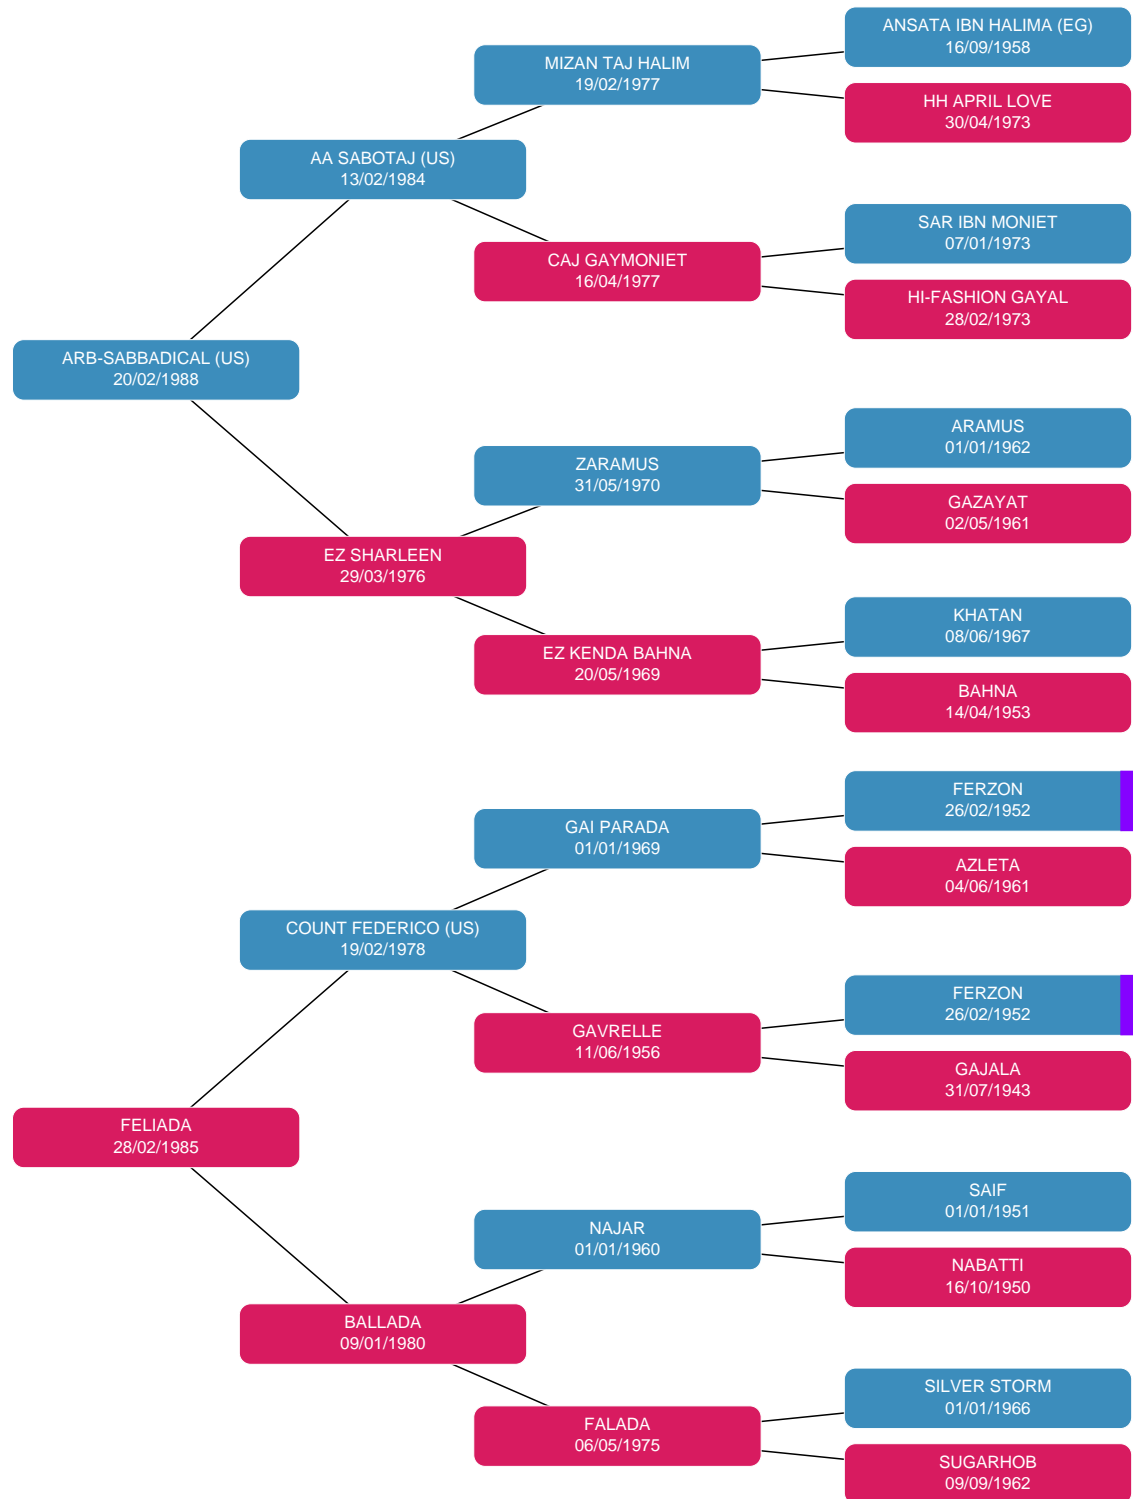 ANSATA IBN HALIMA (EG)
16/09/1958
MIZAN TAJ HALIM
19/02/1977
HH APRIL LOVE
30/04/1973
AA SABOTAJ (US)
13/02/1984
SAR IBN MONIET
07/01/1973
CAJ GAYMONIET
16/04/1977
HI-FASHION GAYAL
28/02/1973
ARB-SABBADICAL (US)
20/02/1988
ARAMUS
01/01/1962
ZARAMUS
31/05/1970
GAZAYAT
02/05/1961
EZ SHARLEEN
29/03/1976
KHATAN
08/06/1967
EZ KENDA BAHNA
20/05/1969
BAHNA
14/04/1953
FERZON
26/02/1952
GAI PARADA
01/01/1969
AZLETA
04/06/1961
COUNT FEDERICO (US)
19/02/1978
FERZON
26/02/1952
GAVRELLE
11/06/1956
GAJALA
31/07/1943
FELIADA
28/02/1985
SAIF
01/01/1951
NAJAR
01/01/1960
NABATTI
16/10/1950
BALLADA
09/01/1980
SILVER STORM
01/01/1966
FALADA
06/05/1975
SUGARHOB
09/09/1962